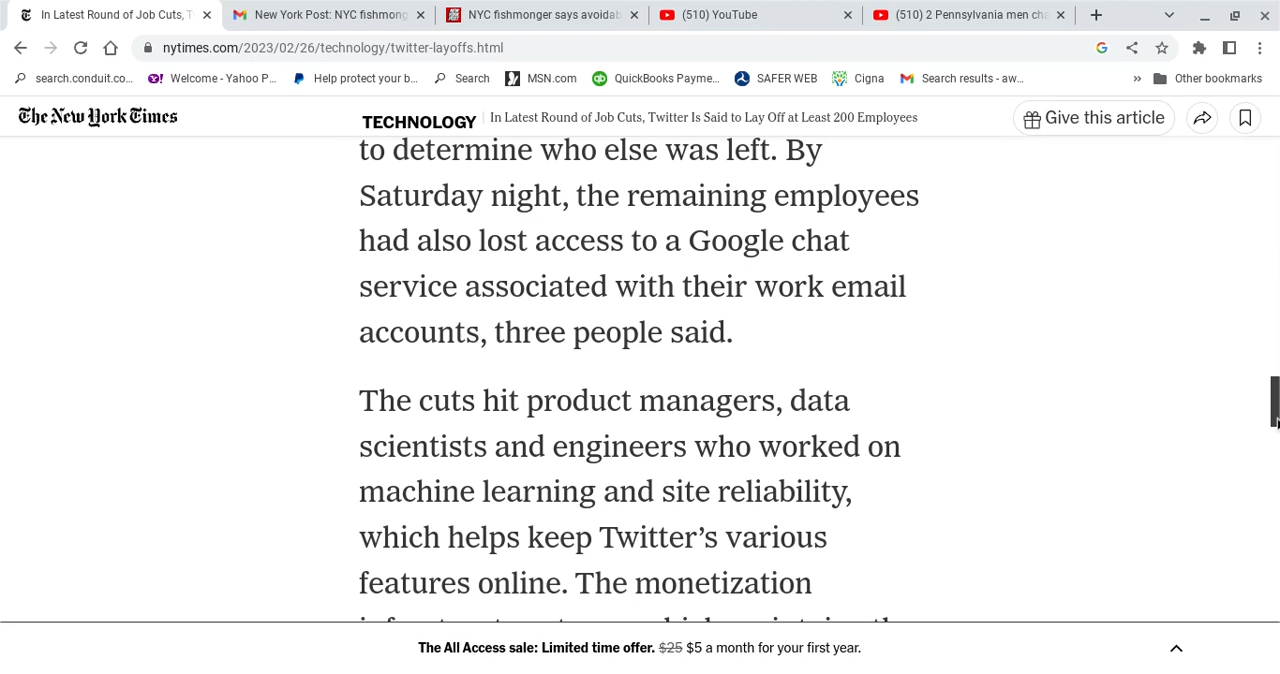 In Latest Round of Job Cuts, T
New York Post: NYC fishmong
NYC fishmonger says avoidab
(510) YouTube
(510) 2 Pennsylvania men cha
nytimes.com/2023/02/26/technology/twitter-layoffs.html
search.conduit.co...
Welcome - Yahoo P...
Help protect your b...
Search
MSN.com
QuickBooks Payme...
SAFER WEB
Cigna
Search results - aw...
»
Other bookmarks
The New York Times
TECHNOLOGY
In Latest Round of Job Cuts, Twitter Is Said to Lay Off at Least 200 Employees
Give this article
to determine who else was left. By
Saturday night, the remaining employees
had also lost access to a Google chat
service associated with their work email
accounts, three people said.
The cuts hit product managers, data
scientists and engineers who worked on
machine learning and site reliability,
which helps keep Twitter’s various
features online. The monetization
The All Access sale: Limited time offer. $25 $5 a month for your first year.